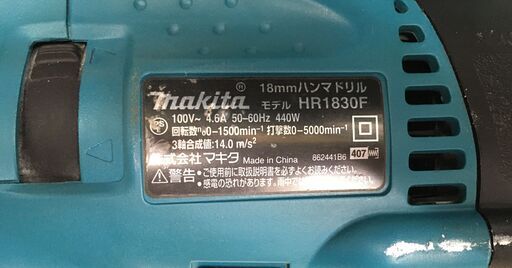 makita® 18mmハンマドリル
モデル HR1830F
100V~ 4.6A 50-60Hz 440W
回転数n₀0-1500min⁻¹ 打撃数0-5000min⁻¹
3軸合成値:14.0 m/s²
株式会社 マキタ Made in China 862441B6 407
⚠警告:ご使用前に取扱説明書を必ずお読みください。